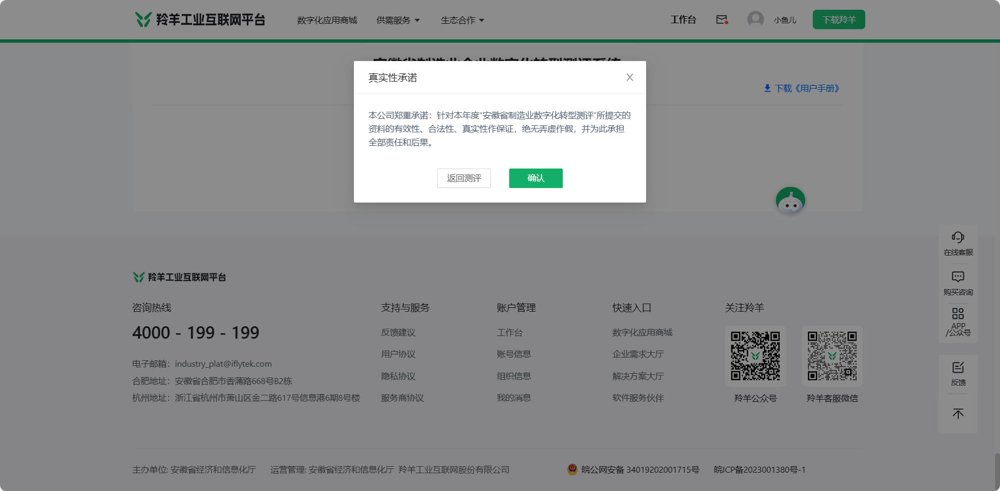 羚羊工业互联网平台
数字化应用商城
供需服务
生态合作
工作台
小鱼儿
下载羚羊
安徽省制造业企业数字化转型测评系统
下载《用户手册》
真实性承诺
本公司郑重承诺：针对本年度“安徽省制造业数字化转型测评”所提交的
资料的有效性、合法性、真实性作保证，绝无弄虚作假，并为此承担
全部责任和后果。
返回测评
确认
在线客服
购买咨询
APP
/公众号
反馈
羚羊工业互联网平台
咨询热线
4000 - 199 - 199
电子邮箱：industry_plat@iflytek.com
合肥地址：安徽省合肥市香蒲路668号B2栋
杭州地址：浙江省杭州市萧山区金二路617号信息港6期8号楼
支持与服务
反馈建议
用户协议
隐私协议
服务商协议
账户管理
工作台
账号信息
组织信息
我的消息
快速入口
数字化应用商城
企业需求大厅
解决方案大厅
软件服务伙伴
关注羚羊
羚羊公众号
羚羊客服微信
主办单位: 安徽省经济和信息化厅
运营管理: 安徽省经济和信息化厅 羚羊工业互联网股份有限公司
皖公网安备 34019202001715号
皖ICP备2023001380号-1